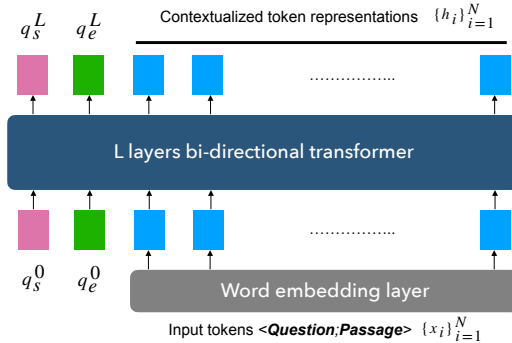 q_s^L q_e^L Contextualized token representations {h_i}_{i=1}^N
....................
L layers bi-directional transformer
....................
q_s^0 q_e^0
Word embedding layer
Input tokens <Question;Passage> {x_i}_{i=1}^N